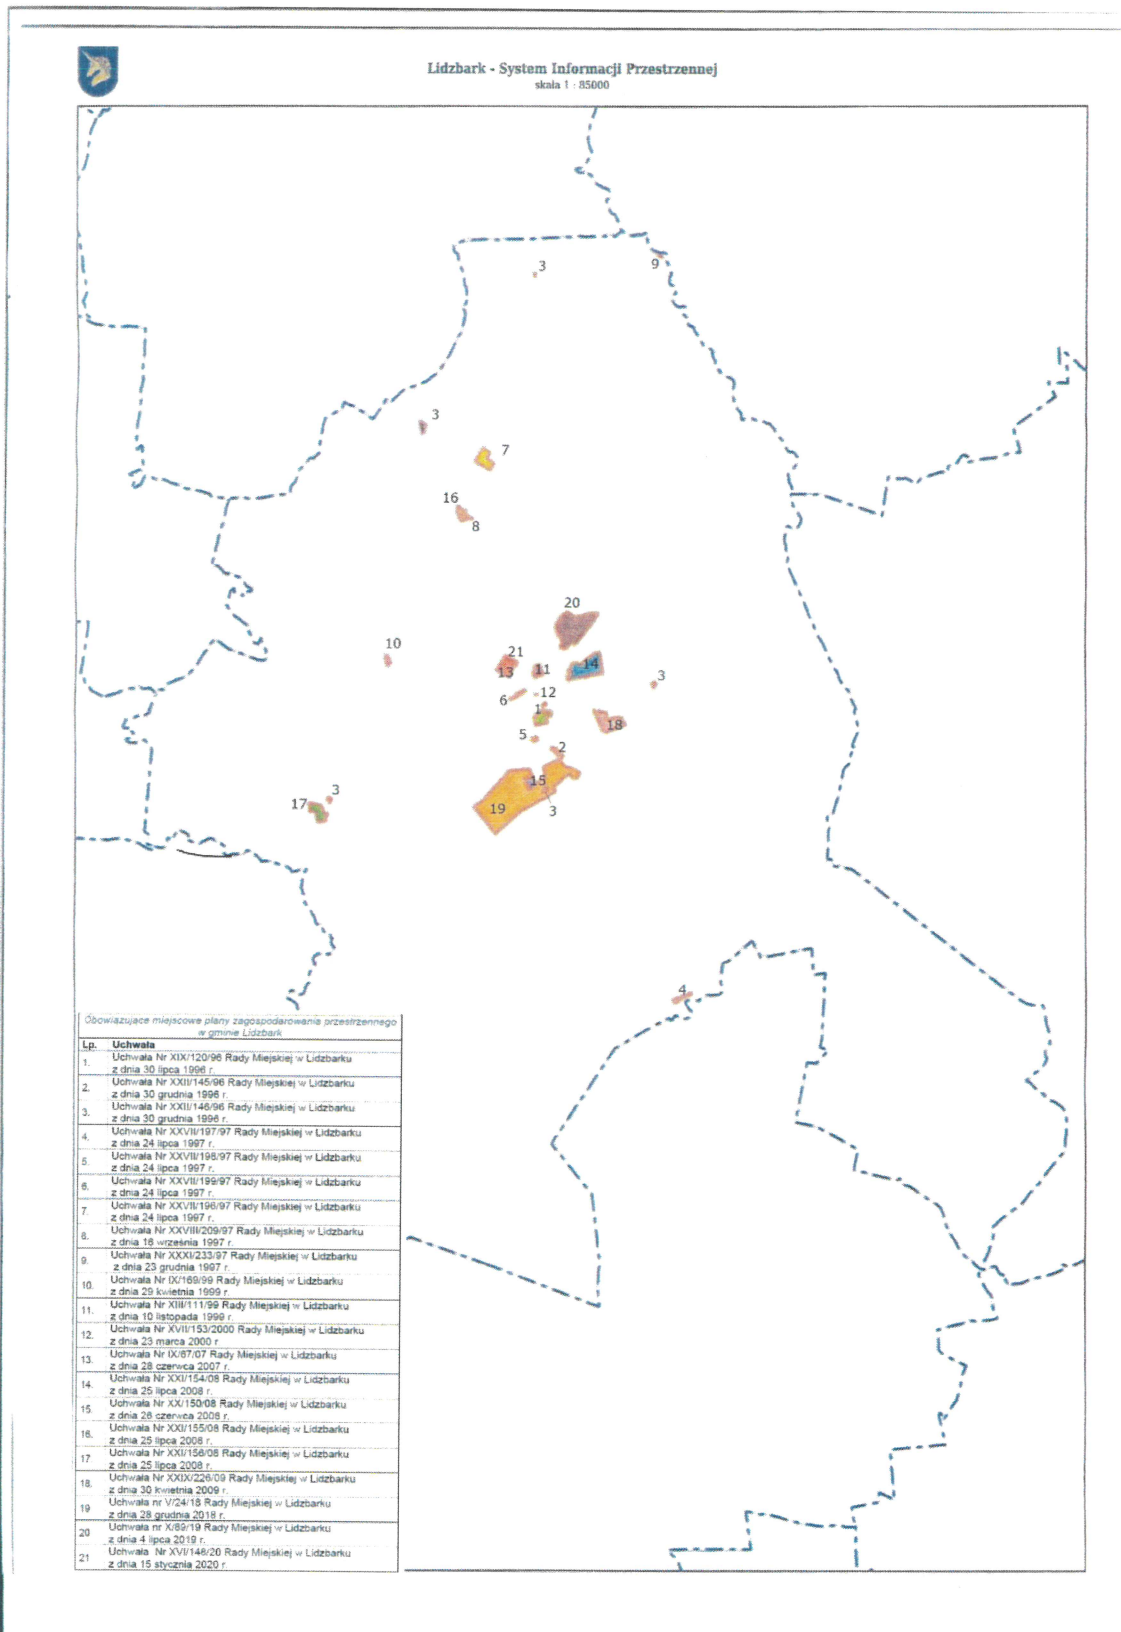 Lidzbark - System Informacji Przestrzennej
skala 1 : 85000
3
9
3
7
16
8
20
10
21
13
11
14
3
6
12
1
18
5
2
15
19
3
17
3
4
Obowiązujące miejscowe plany zagospodarowania przestrzennego
w gminie Lidzbark
Lp. Uchwała
1. Uchwała Nr XIX/120/96 Rady Miejskiej w Lidzbarku
z dnia 30 lipca 1996 r.
2. Uchwała Nr XXII/145/96 Rady Miejskiej w Lidzbarku
z dnia 30 grudnia 1996 r.
3. Uchwała Nr XXII/146/96 Rady Miejskiej w Lidzbarku
z dnia 30 grudnia 1996 r.
4. Uchwała Nr XXVII/197/97 Rady Miejskiej w Lidzbarku
z dnia 24 lipca 1997 r.
5. Uchwała Nr XXVII/198/97 Rady Miejskiej w Lidzbarku
z dnia 24 lipca 1997 r.
6. Uchwała Nr XXVII/199/97 Rady Miejskiej w Lidzbarku
z dnia 24 lipca 1997 r.
7. Uchwała Nr XXVII/196/97 Rady Miejskiej w Lidzbarku
z dnia 24 lipca 1997 r.
8. Uchwała Nr XXVIII/209/97 Rady Miejskiej w Lidzbarku
z dnia 16 września 1997 r.
9. Uchwała Nr XXXI/233/97 Rady Miejskiej w Lidzbarku
z dnia 23 grudnia 1997 r.
10. Uchwała Nr IX/169/99 Rady Miejskiej w Lidzbarku
z dnia 29 kwietnia 1999 r.
11. Uchwała Nr XIII/111/99 Rady Miejskiej w Lidzbarku
z dnia 10 listopada 1999 r.
12. Uchwała Nr XVII/153/2000 Rady Miejskiej w Lidzbarku
z dnia 23 marca 2000 r
13. Uchwała Nr IX/67/07 Rady Miejskiej w Lidzbarku
z dnia 28 czerwca 2007 r.
14. Uchwała Nr XXI/154/08 Rady Miejskiej w Lidzbarku
z dnia 25 lipca 2008 r.
15. Uchwała Nr XX/150/08 Rady Miejskiej w Lidzbarku
z dnia 26 czerwca 2008 r.
16. Uchwała Nr XXI/155/08 Rady Miejskiej w Lidzbarku
z dnia 25 lipca 2008 r.
17 Uchwała Nr XXI/156/08 Rady Miejskiej w Lidzbarku
z dnia 25 lipca 2008 r.
18. Uchwała Nr XXIX/226/09 Rady Miejskiej w Lidzbarku
z dnia 30 kwietnia 2009 r.
19 Uchwała nr V/24/18 Rady Miejskiej w Lidzbarku
z dnia 28 grudnia 2018 r.
20 Uchwała nr X/89/19 Rady Miejskiej w Lidzbarku
z dnia 4 lipca 2019 r.
21 Uchwała Nr XVI/148/20 Rady Miejskiej w Lidzbarku
z dnia 15 stycznia 2020 r.